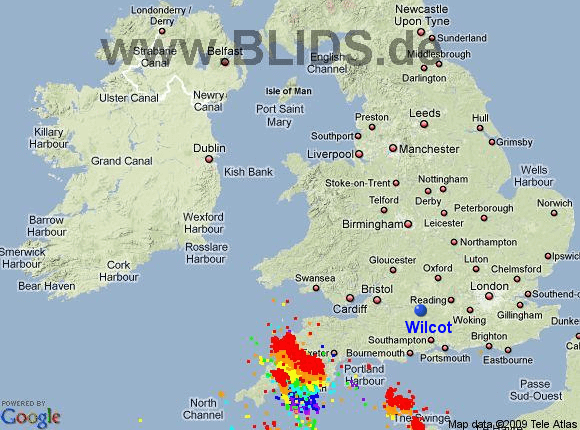 Londonderry /
Derry
Newcastle
Upon Tyne
Sunderland
www.BLIDS.de
Strabane
Canal
Belfast
English
Channel
Middlesbrough
Darlington
Isle of Man
Ulster Canal
Newry
Canal
Port Saint
Mary
Preston
Leeds
Hull
Killary
Harbour
Southport
Grimsby
Dublin
Liverpool
Manchester
Grand Canal
Kish Bank
Wells
Harbour
Stoke-on-Trent
Nottingham
Derby
Telford
Peterborough
Norwich
Barrow
Harbour
Wexford
Harbour
Birmingham
Leicester
Smerwick
Harbour
Rosslare
Harbour
Northampton
Cork
Harbour
Gloucester
Luton
Ipswich
Bear Haven
Swansea
Oxford
Chelmsford
Bristol
London
Southend-o
Cardiff
Reading
Gillingham
Woking
Wilcot
Southampton
Brighton
Exeter
Bournemouth
Portsmouth
Eastbourne
Portland
Harbour
Passe
Sud-Ouest
North
Channel
The Swinge
POWERED BY
Google
Map data ©2009 Tele Atlas